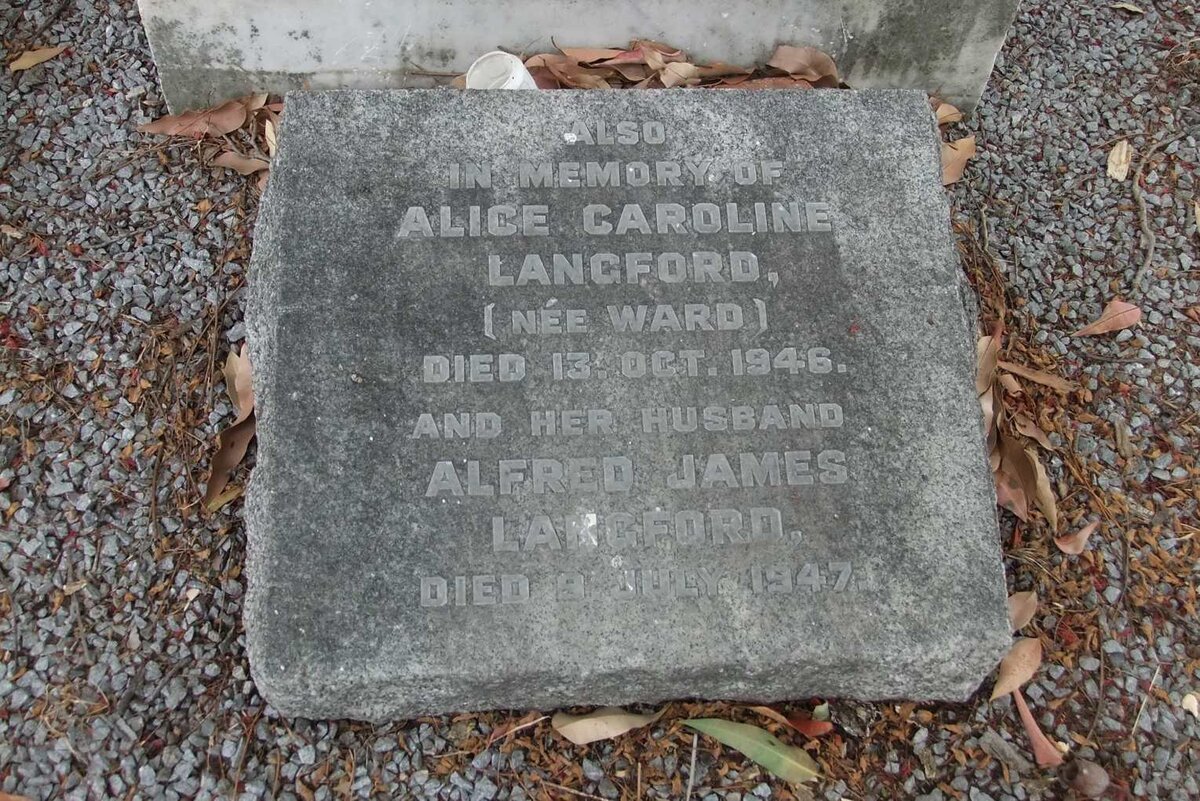 ALSO
IN MEMORY OF
ALICE CAROLINE
LANGFORD,
(NÉE WARD)
DIED 13. OCT. 1946.
AND HER HUSBAND
ALFRED JAMES
LANGFORD,
DIED 9 JULY 1947.